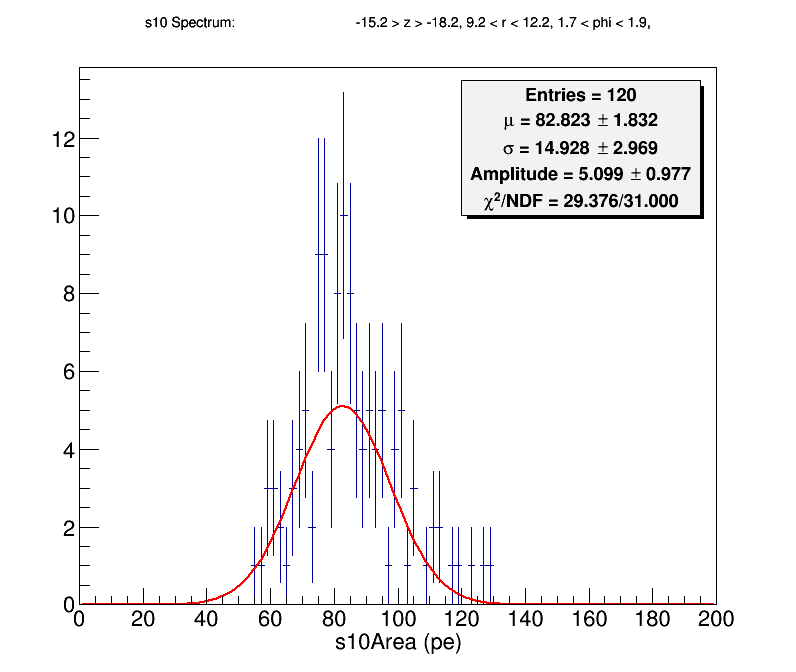 s10 Spectrum: -15.2 > z > -18.2, 9.2 < r < 12.2, 1.7 < phi < 1.9,
Entries = 120
μ = 82.823 ± 1.832
σ = 14.928 ± 2.969
Amplitude = 5.099 ± 0.977
χ²/NDF = 29.376/31.000
12
10
8
6
4
2
0
0 20 40 60 80 100 120 140 160 180 200
s10Area (pe)